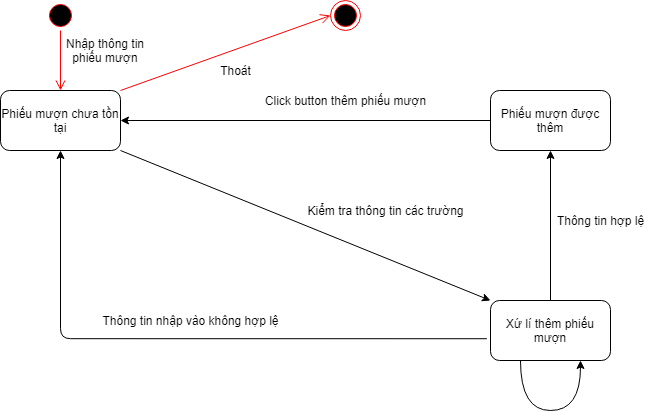 Nhập thông tin
phiếu mượn
Thoát
Click button thêm phiếu mượn
Phiếu mượn chưa tồn
tại
Phiếu mượn được
thêm
Kiểm tra thông tin các trường
Thông tin hợp lệ
Thông tin nhập vào không hợp lệ
Xử lí thêm phiếu
mượn